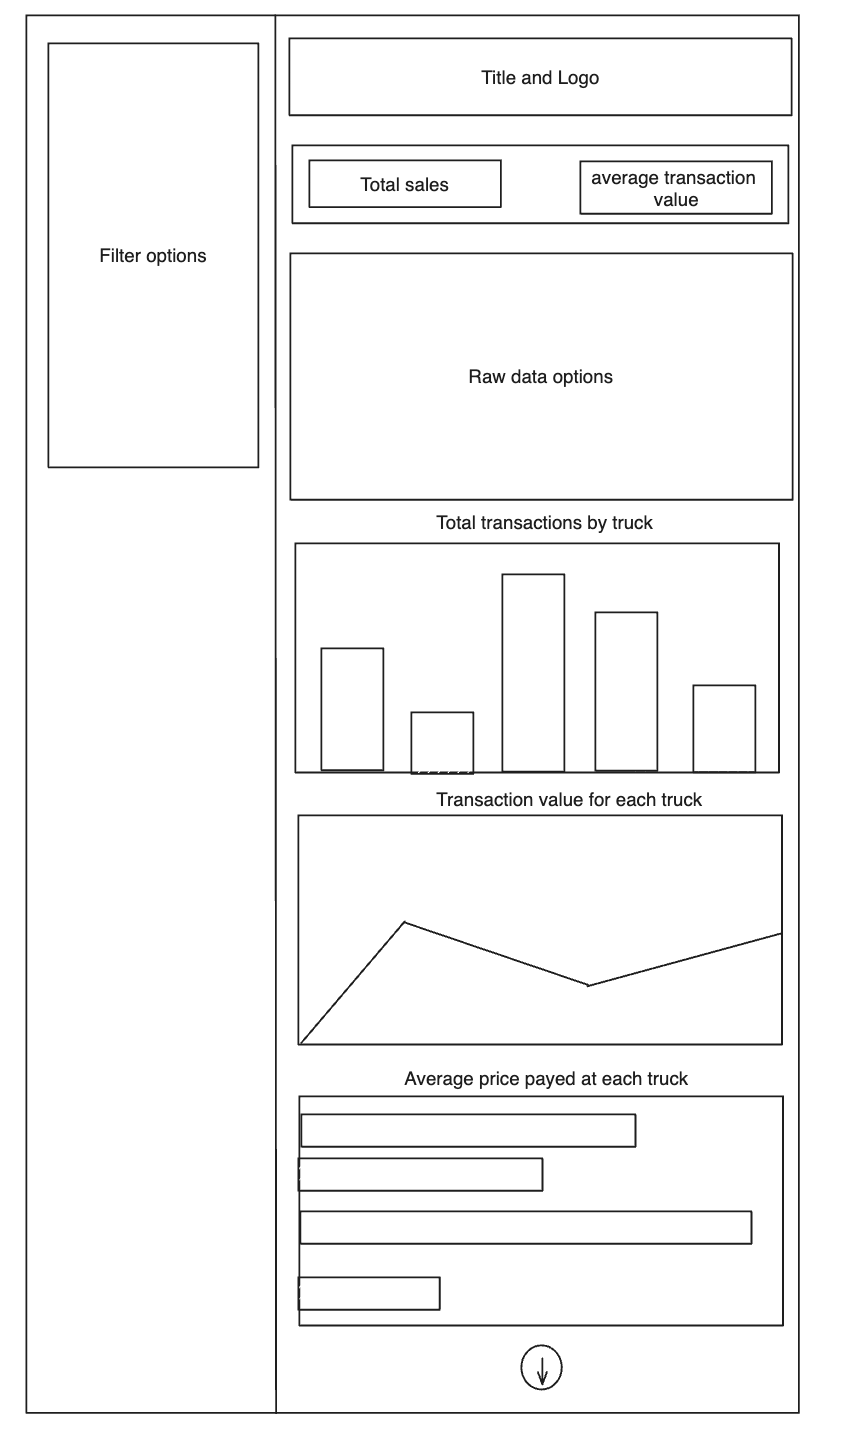 Title and Logo
Total sales
average transaction
value
Filter options
Raw data options
Total transactions by truck
Transaction value for each truck
Average price payed at each truck